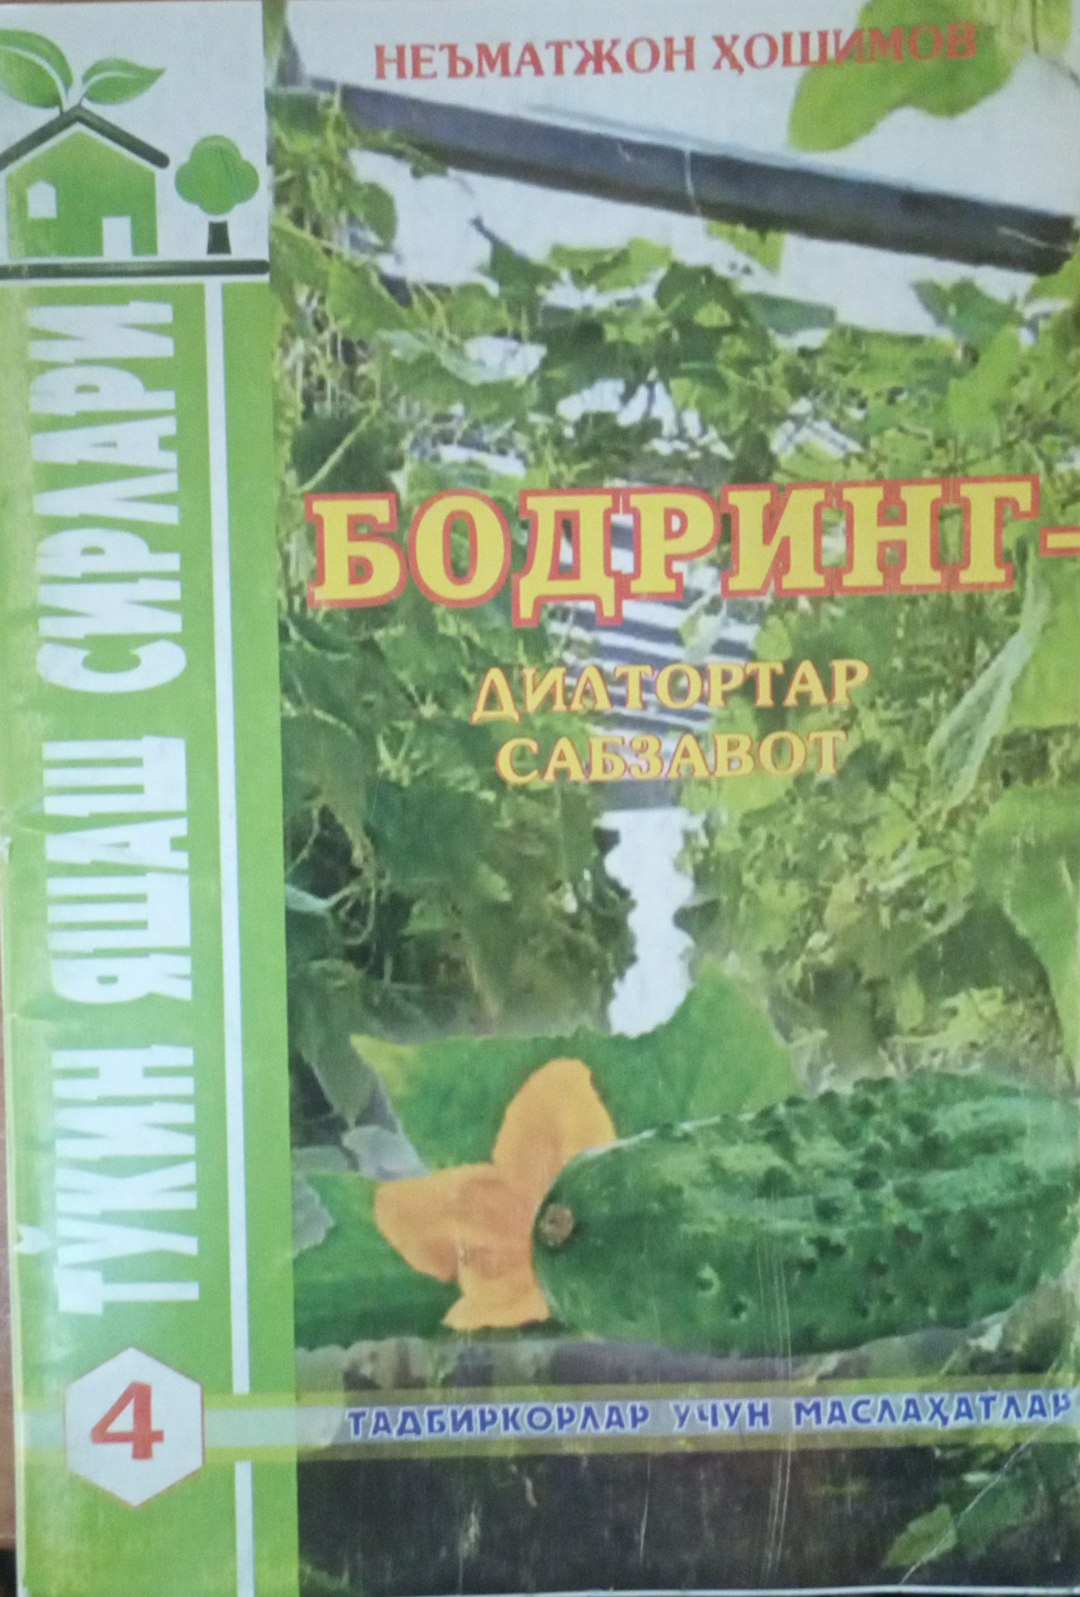 НЕЪМАТЖОН ҲОШИМОВ
БОДРИНГ-
ДИЛТОРТАР
САБЗАВОТ
ТЎКИН ЯШАШ СИРЛАРИ
4
ТАДБИРКОРЛАР УЧУН МАСЛАҲАТЛАР